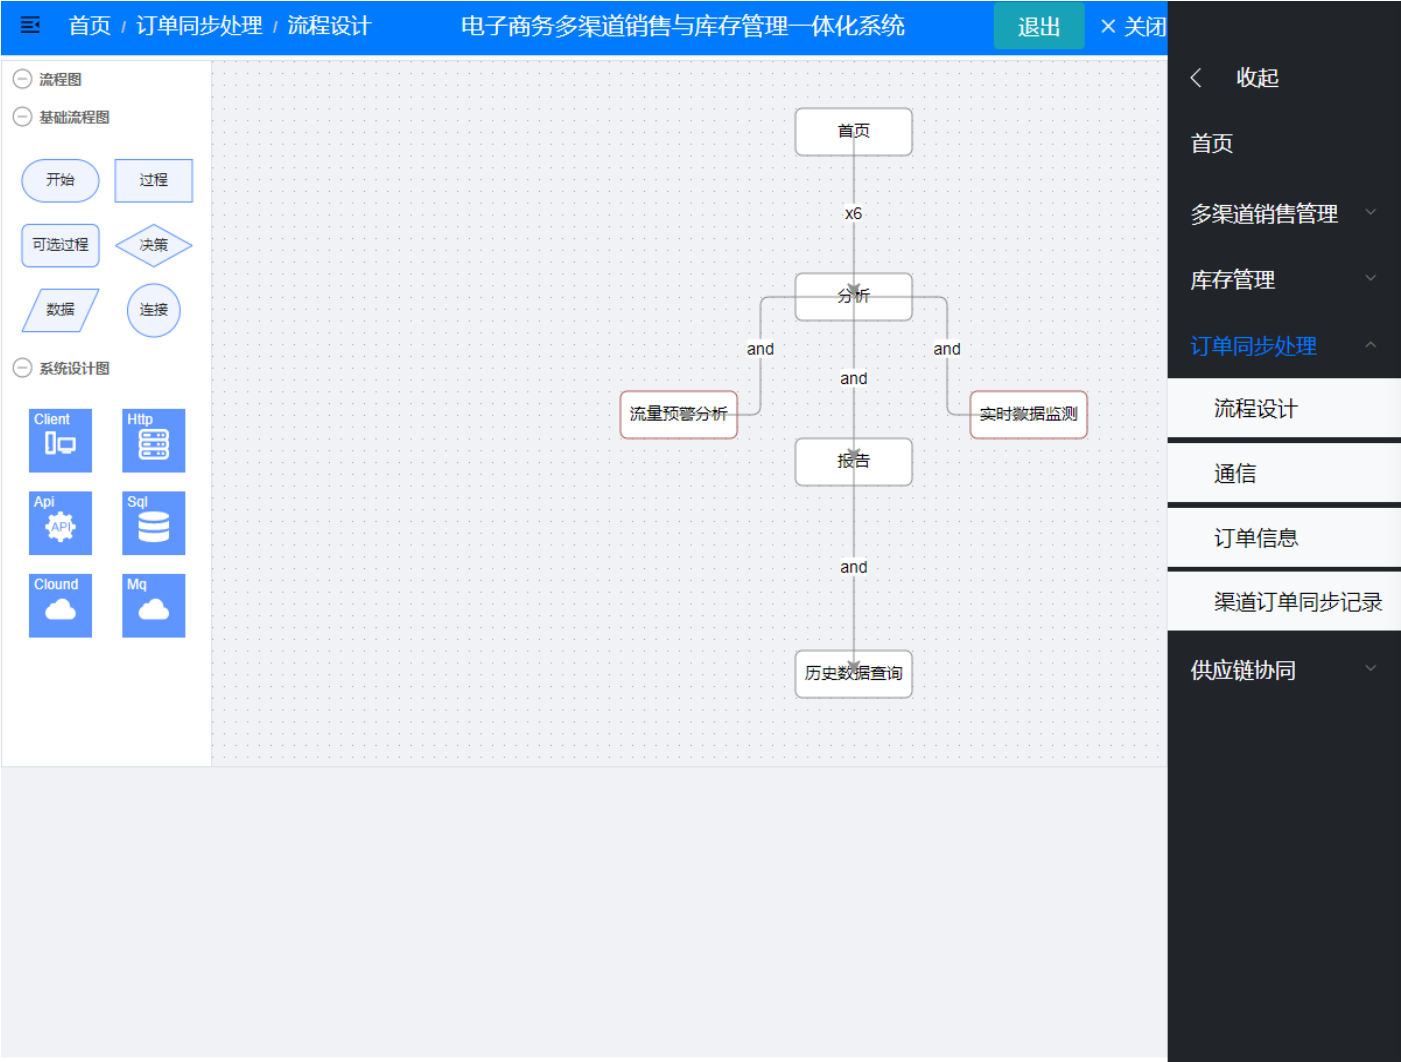 首页 / 订单同步处理 / 流程设计
电子商务多渠道销售与库存管理一体化系统
退出
× 关闭
流程图
基础流程图
开始
过程
可选过程
决策
数据
连接
系统设计图
Client
Http
Api
API
Sql
Clound
Mq
首页
x6
分析
and
and
and
流量预警分析
实时数据监测
报告
and
历史数据查询
收起
首页
多渠道销售管理
库存管理
订单同步处理
流程设计
通信
订单信息
渠道订单同步记录
供应链协同